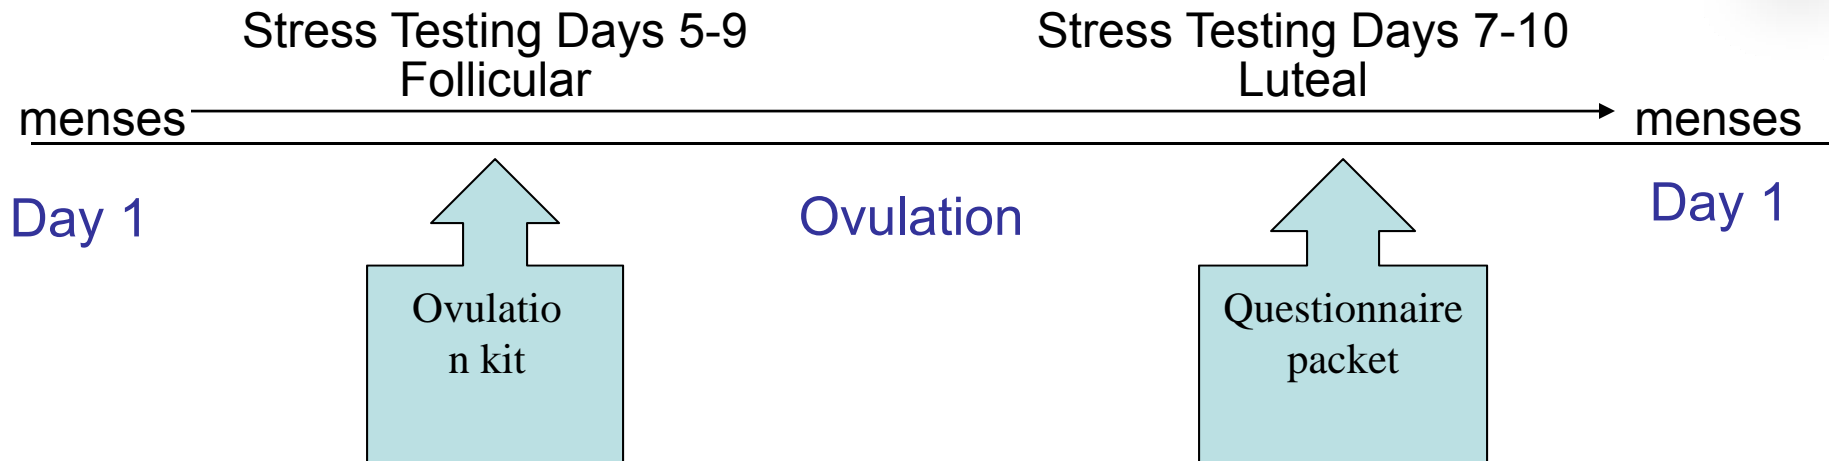 Stress Testing Days 5-9
Follicular
Stress Testing Days 7-10
Luteal
menses
menses
Day 1
Ovulation
Day 1
Ovulatio
n kit
Questionnaire
packet